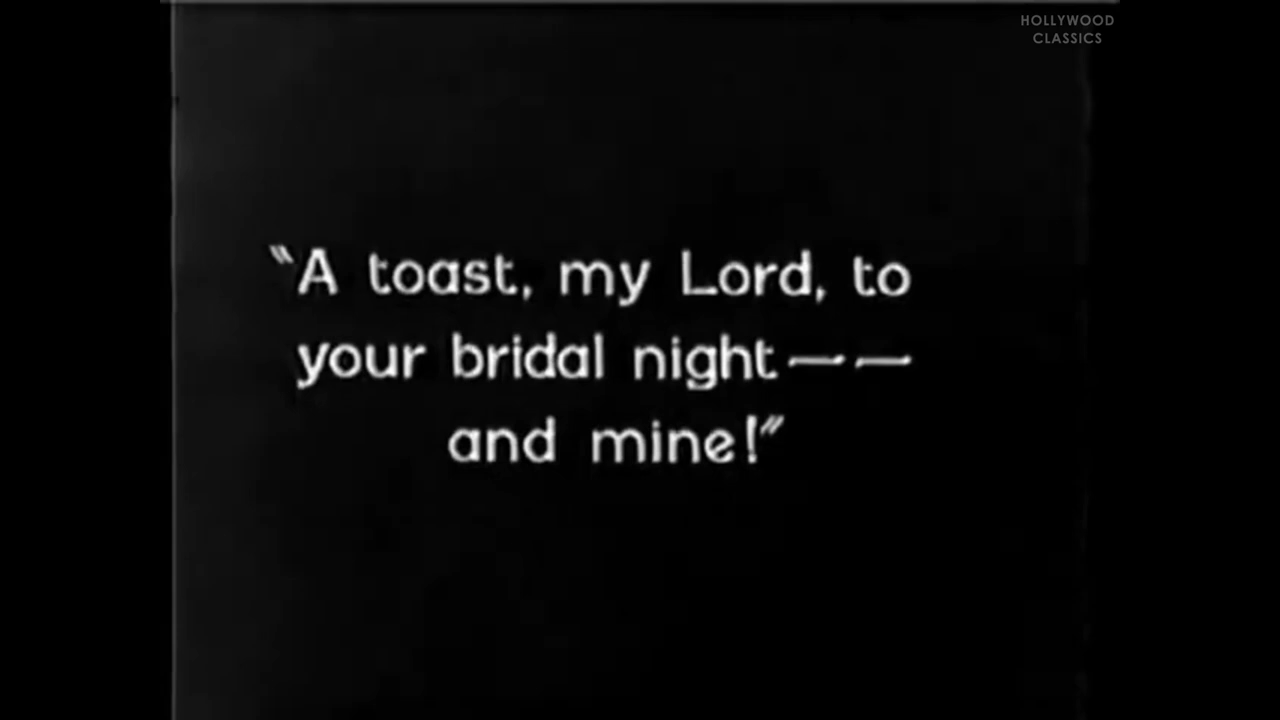 HOLLYWOOD
CLASSICS
“A toast, my Lord, to
your bridal night——
and mine!”